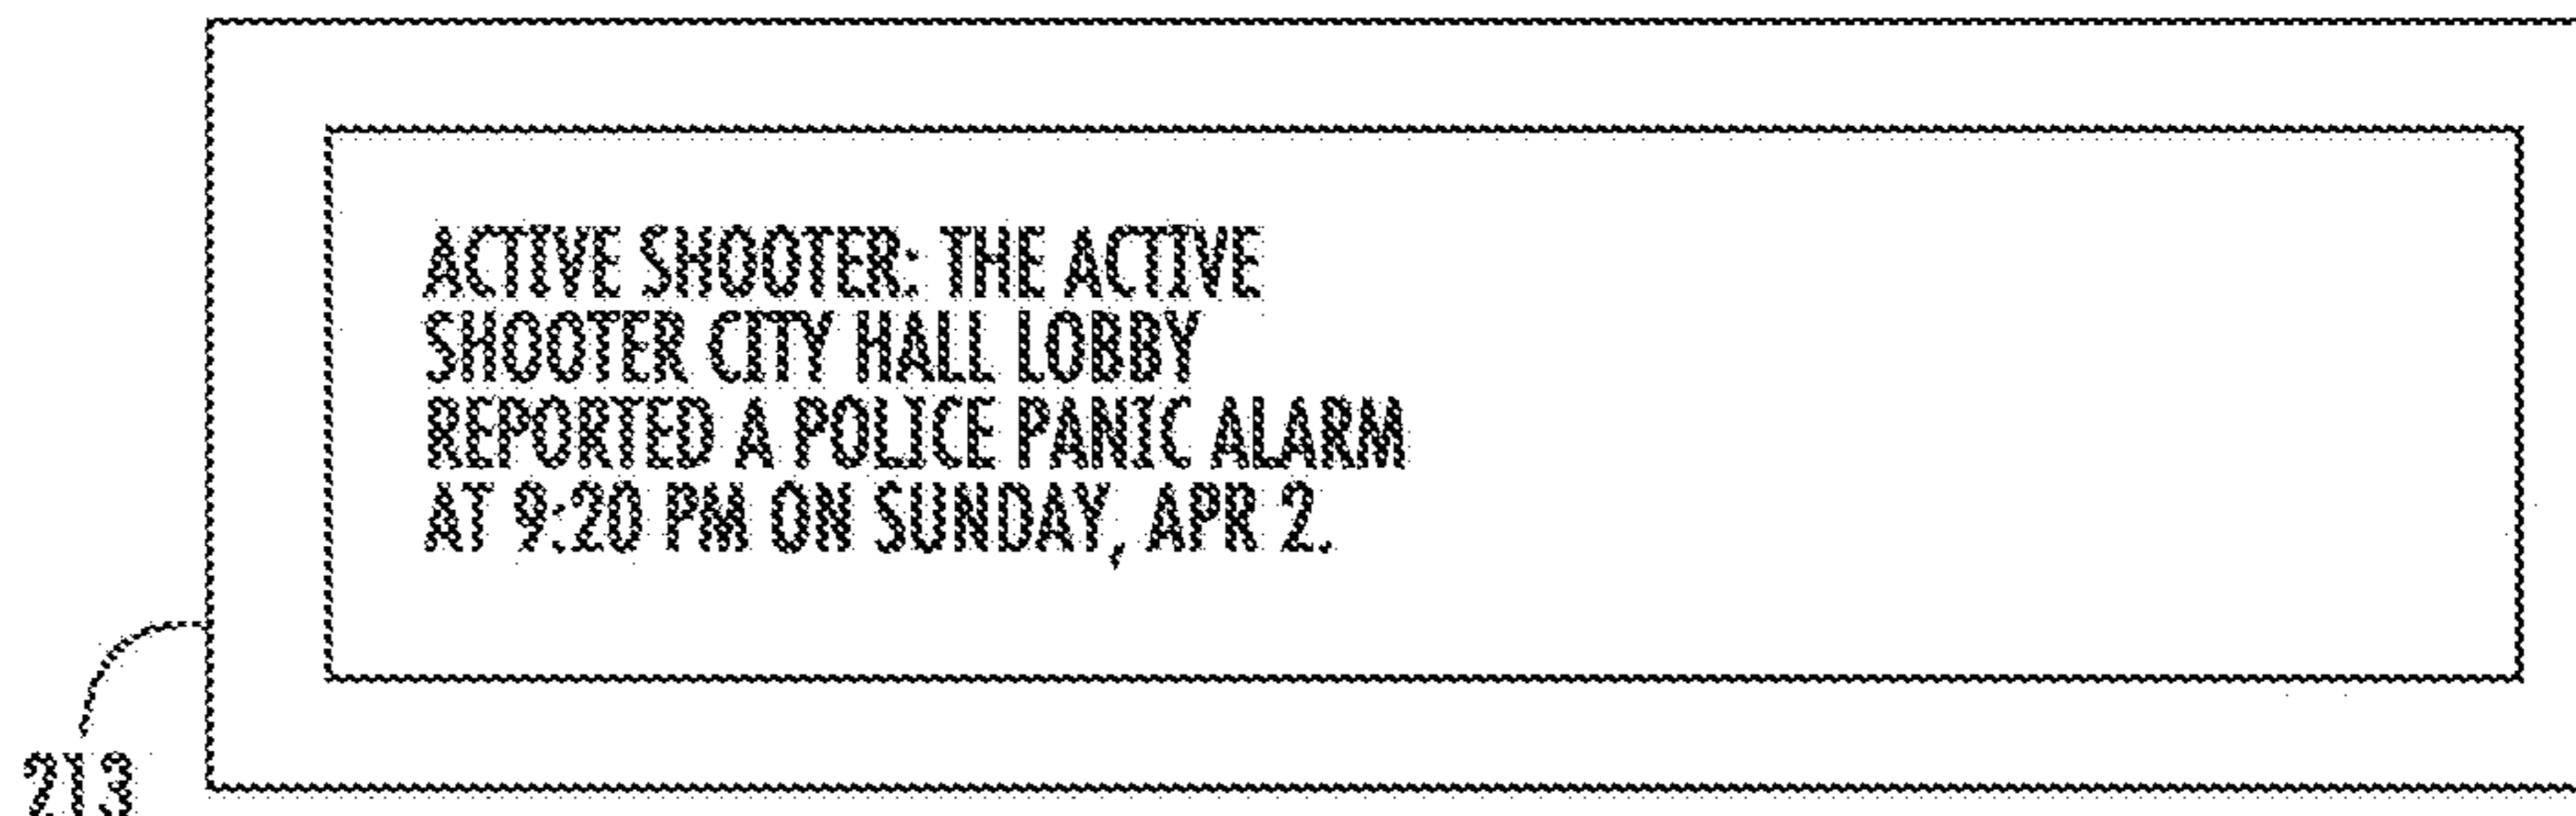 ACTIVE SHOOTER: THE ACTIVE
SHOOTER CITY HALL LOBBY
REPORTED A POLICE PANIC ALARM
AT 9:20 PM ON SUNDAY, APR 2.
213